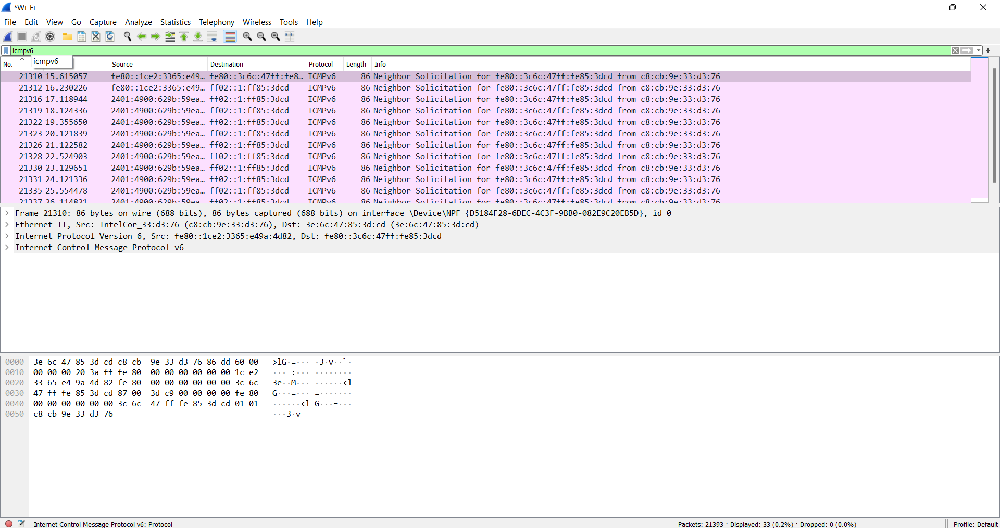 *Wi-Fi
File Edit View Go Capture Analyze Statistics Telephony Wireless Tools Help
icmpv6
icmpv6
No. Source Destination Protocol Length Info
21310 15.615057 fe80::1ce2:3365:e49… fe80::3c6c:47ff:fe8… ICMPv6 86 Neighbor Solicitation for fe80::3c6c:47ff:fe85:3dcd from c8:cb:9e:33:d3:76
21312 16.230226 fe80::1ce2:3365:e49… ff02::1:ff85:3dcd ICMPv6 86 Neighbor Solicitation for fe80::3c6c:47ff:fe85:3dcd from c8:cb:9e:33:d3:76
21316 17.118944 2401:4900:629b:59ea… ff02::1:ff85:3dcd ICMPv6 86 Neighbor Solicitation for fe80::3c6c:47ff:fe85:3dcd from c8:cb:9e:33:d3:76
21319 18.124336 2401:4900:629b:59ea… ff02::1:ff85:3dcd ICMPv6 86 Neighbor Solicitation for fe80::3c6c:47ff:fe85:3dcd from c8:cb:9e:33:d3:76
21322 19.355650 2401:4900:629b:59ea… ff02::1:ff85:3dcd ICMPv6 86 Neighbor Solicitation for fe80::3c6c:47ff:fe85:3dcd from c8:cb:9e:33:d3:76
21323 20.121839 2401:4900:629b:59ea… ff02::1:ff85:3dcd ICMPv6 86 Neighbor Solicitation for fe80::3c6c:47ff:fe85:3dcd from c8:cb:9e:33:d3:76
21326 21.122582 2401:4900:629b:59ea… ff02::1:ff85:3dcd ICMPv6 86 Neighbor Solicitation for fe80::3c6c:47ff:fe85:3dcd from c8:cb:9e:33:d3:76
21328 22.524903 2401:4900:629b:59ea… ff02::1:ff85:3dcd ICMPv6 86 Neighbor Solicitation for fe80::3c6c:47ff:fe85:3dcd from c8:cb:9e:33:d3:76
21330 23.129651 2401:4900:629b:59ea… ff02::1:ff85:3dcd ICMPv6 86 Neighbor Solicitation for fe80::3c6c:47ff:fe85:3dcd from c8:cb:9e:33:d3:76
21331 24.121336 2401:4900:629b:59ea… ff02::1:ff85:3dcd ICMPv6 86 Neighbor Solicitation for fe80::3c6c:47ff:fe85:3dcd from c8:cb:9e:33:d3:76
21335 25.554478 2401:4900:629b:59ea… ff02::1:ff85:3dcd ICMPv6 86 Neighbor Solicitation for fe80::3c6c:47ff:fe85:3dcd from c8:cb:9e:33:d3:76
21337 26.114821 2401:4900:629b:59ea… ff02::1:ff85:3dcd ICMPv6 86 Neighbor Solicitation for fe80::3c6c:47ff:fe85:3dcd from c8:cb:9e:33:d3:76
Frame 21310: 86 bytes on wire (688 bits), 86 bytes captured (688 bits) on interface \Device\NPF_{D5184F28-6DEC-4C3F-9BB0-082E9C20EB5D}, id 0
Ethernet II, Src: IntelCor_33:d3:76 (c8:cb:9e:33:d3:76), Dst: 3e:6c:47:85:3d:cd (3e:6c:47:85:3d:cd)
Internet Protocol Version 6, Src: fe80::1ce2:3365:e49a:4d82, Dst: fe80::3c6c:47ff:fe85:3dcd
Internet Control Message Protocol v6
0000 3e 6c 47 85 3d cd c8 cb 9e 33 d3 76 86 dd 60 00 >lG·=··· ·3·v··`·
0010 00 00 00 20 3a ff fe 80 00 00 00 00 00 00 1c e2 ··· :··· ········
0020 33 65 e4 9a 4d 82 fe 80 00 00 00 00 00 00 3c 6c 3e··M··· ······<l
0030 47 ff fe 85 3d cd 87 00 3d c9 00 00 00 00 fe 80 G···=··· =·······
0040 00 00 00 00 00 00 3c 6c 47 ff fe 85 3d cd 01 01 ······<l G···=···
0050 c8 cb 9e 33 d3 76 ···3·v
Internet Control Message Protocol v6: Protocol Packets: 21393 · Displayed: 33 (0.2%) · Dropped: 0 (0.0%) Profile: Default